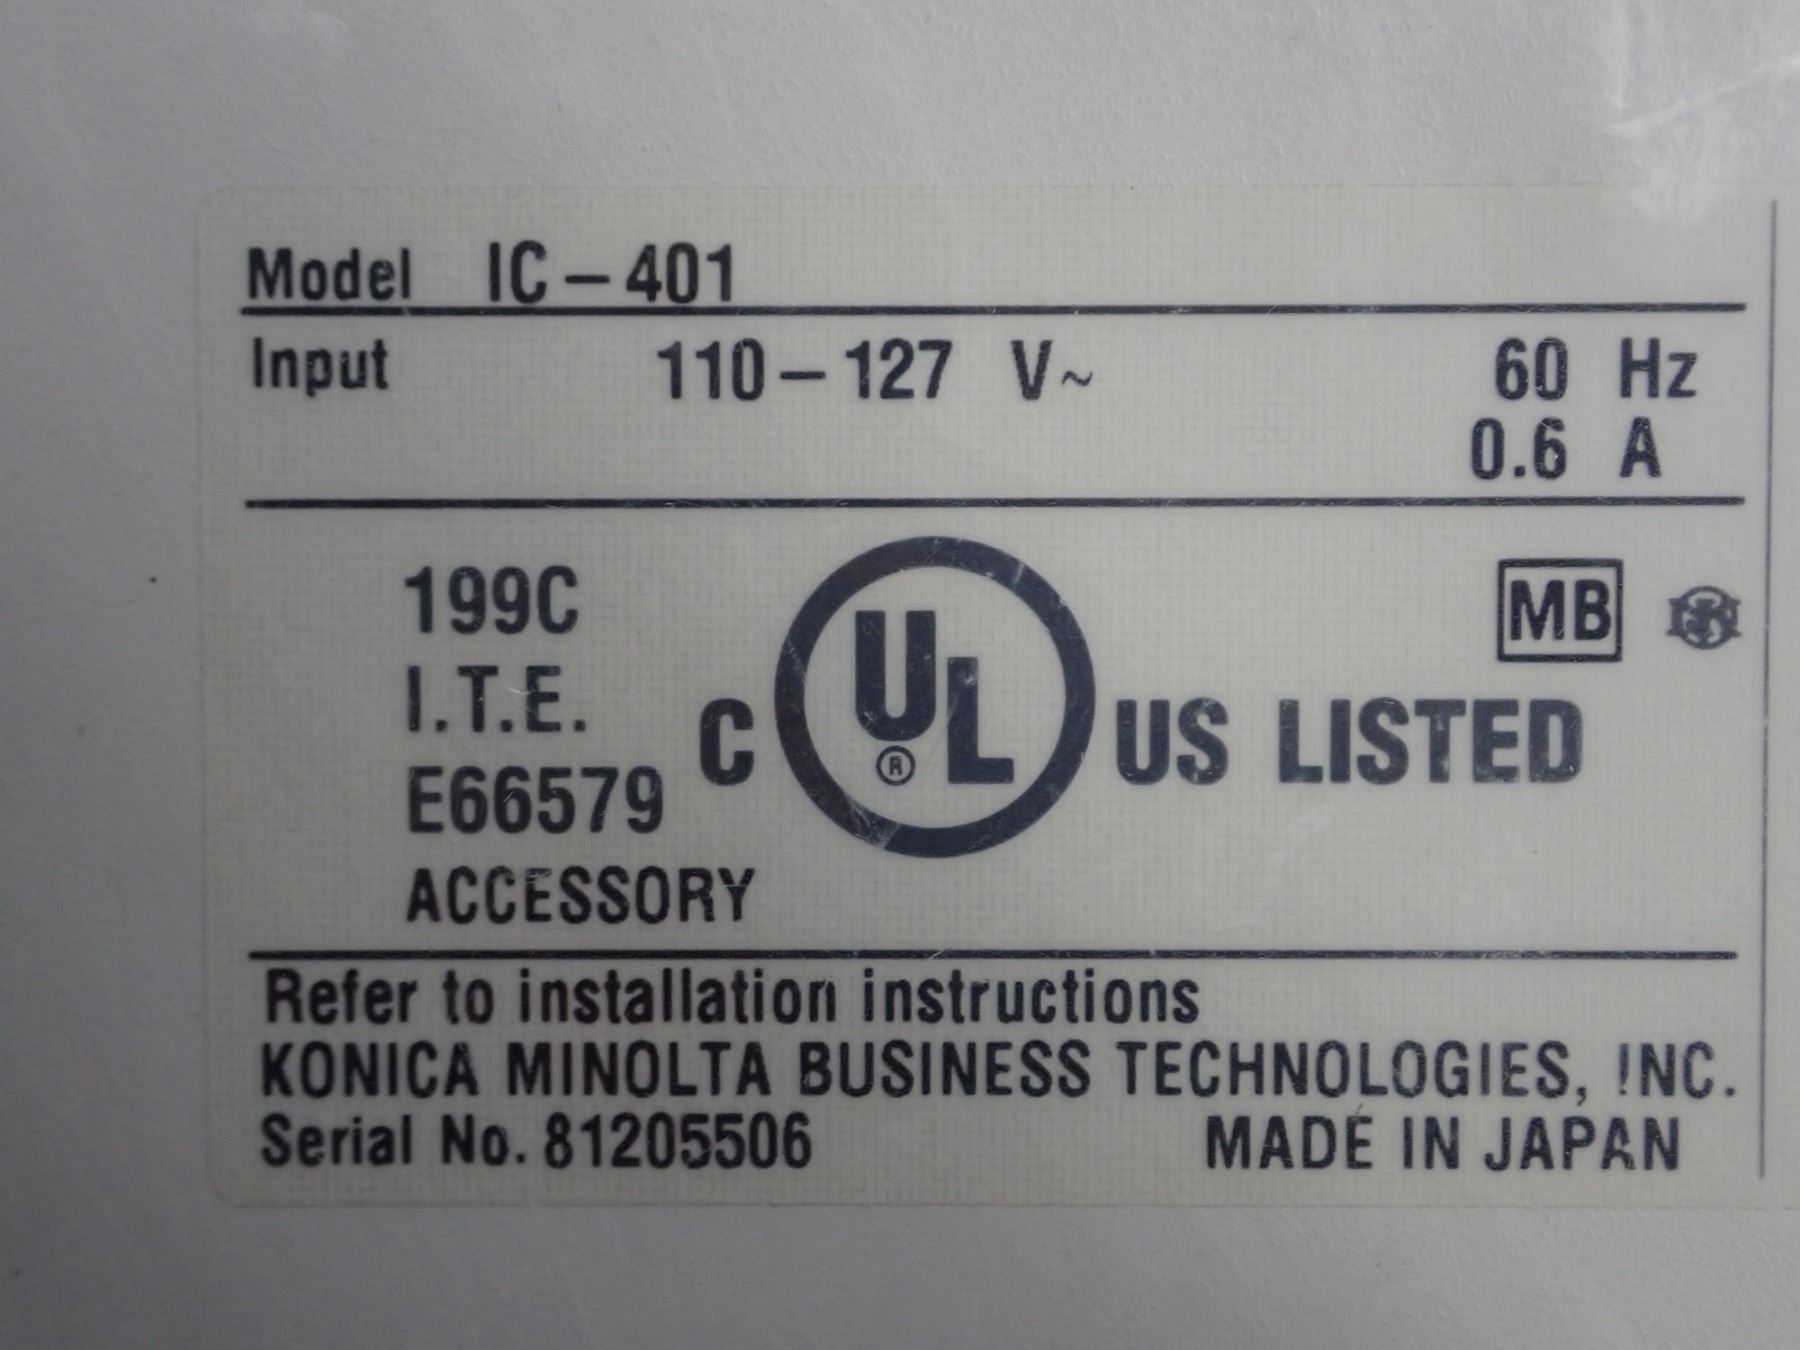 Model IC-401
Input 110-127 V~ 60 Hz
0.6 A
199C
I.T.E.
E66579
ACCESSORY
C UL® US LISTED
MB
Refer to installation instructions
KONICA MINOLTA BUSINESS TECHNOLOGIES, INC.
Serial No. 81205506 MADE IN JAPAN